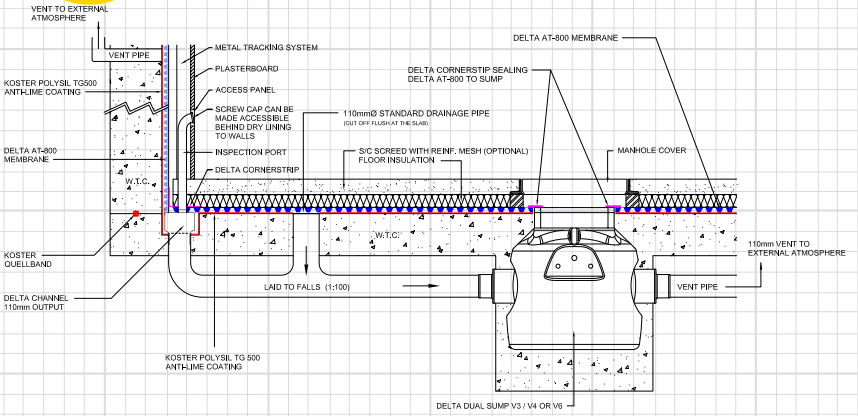 VENT TO EXTERNAL
ATMOSPHERE
VENT PIPE
METAL TRACKING SYSTEM
DELTA AT-800 MEMBRANE
PLASTERBOARD
DELTA CORNERSTIP SEALING
DELTA AT-800 TO SUMP
KOSTER POLYSIL TG500
ANTI-LIME COATING
ACCESS PANEL
SCREW CAP CAN BE
MADE ACCESSIBLE
BEHIND DRY LINING
TO WALLS
110mmØ STANDARD DRAINAGE PIPE
(CUT OFF FLUSH AT THE SLAB)
DELTA AT-800
MEMBRANE
INSPECTION PORT
S/C SCREED WITH REINF. MESH (OPTIONAL)
FLOOR INSULATION
MANHOLE COVER
DELTA CORNERSTRIP
W.T.C.
W.T.C.
KOSTER
QUELLBAND
110mm VENT TO
EXTERNAL ATMOSPHERE
DELTA CHANNEL
110mm OUTPUT
LAID TO FALLS (1:100)
VENT PIPE
KOSTER POLYSIL TG 500
ANTI-LIME COATING
DELTA DUAL SUMP V3 / V4 OR V6